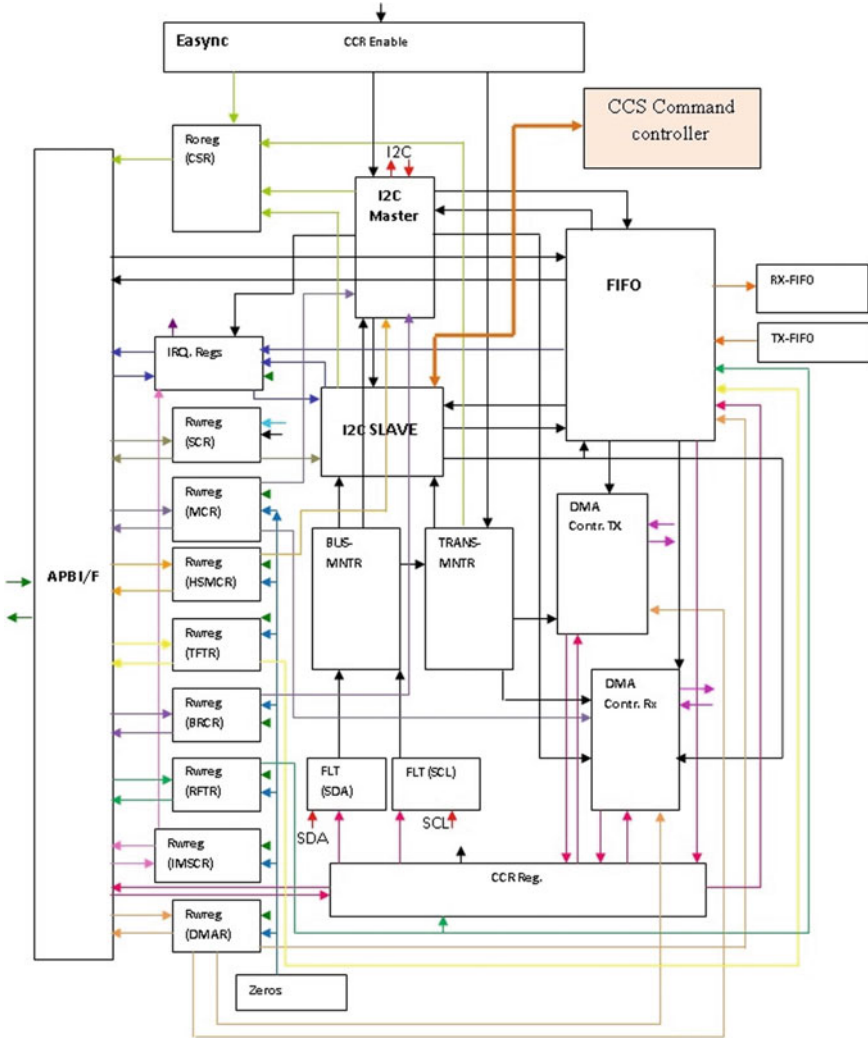 Easync
CCR Enable
CCS Command
controller
Roreg
(CSR)
I2C
I2C
Master
FIFO
RX-FIFO
TX-FIFO
IRQ. Regs
I2C SLAVE
Rwreg
(SCR)
Rwreg
(MCR)
BUS-
MNTR
TRANS-
MNTR
DMA
Contr. TX
APBI/F
Rwreg
(HSMCR)
Rwreg
(TFTR)
DMA
Contr. Rx
Rwreg
(BRCR)
Rwreg
(RFTR)
FLT
(SDA)
FLT (SCL)
SDA
SCL
Rwreg
(IMSCR)
CCR Reg.
Rwreg
(DMAR)
Zeros